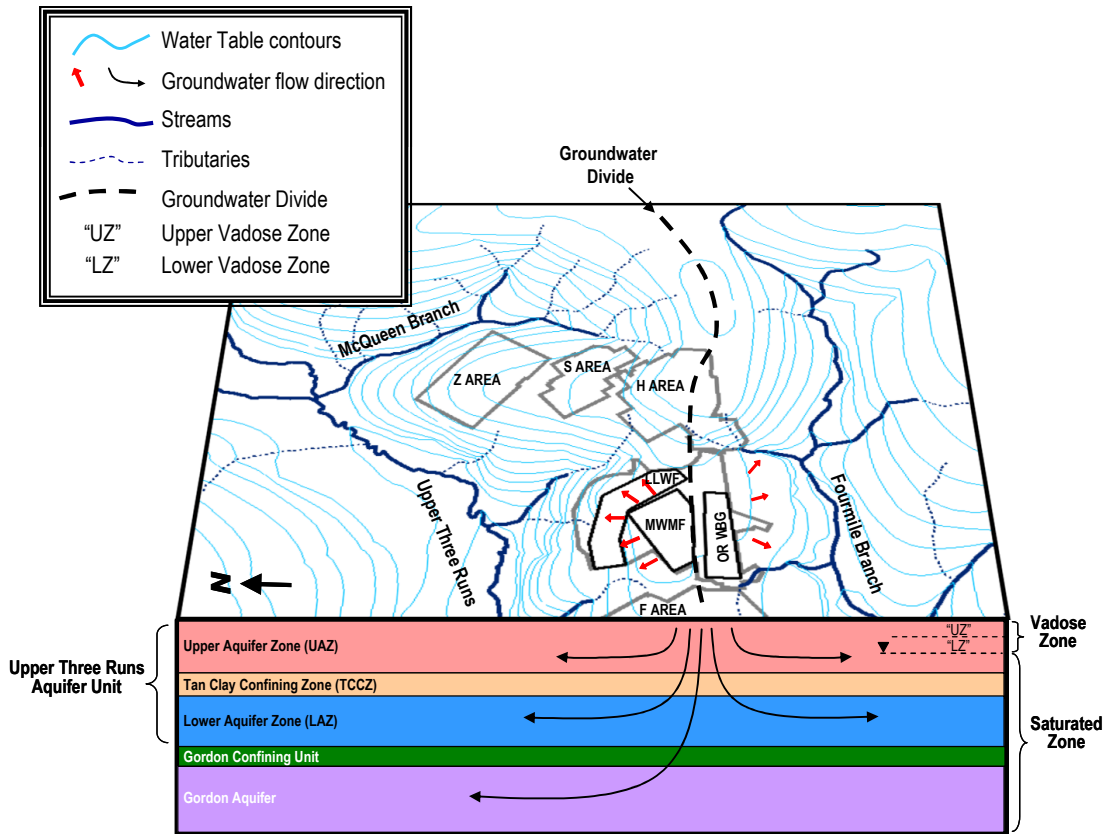 Water Table contours
Groundwater flow direction
Streams
Tributaries
Groundwater Divide
“UZ” Upper Vadose Zone
“LZ” Lower Vadose Zone
Groundwater
Divide
McQueen Branch
Z AREA
S AREA
H AREA
Upper Three Runs
LLWF
MWMF
OR WBG
Fourmile Branch
N
F AREA
Upper Three Runs
Aquifer Unit
Upper Aquifer Zone (UAZ)
Tan Clay Confining Zone (TCCZ)
Lower Aquifer Zone (LAZ)
Gordon Confining Unit
Gordon Aquifer
“UZ”
“LZ”
Vadose
Zone
Saturated
Zone